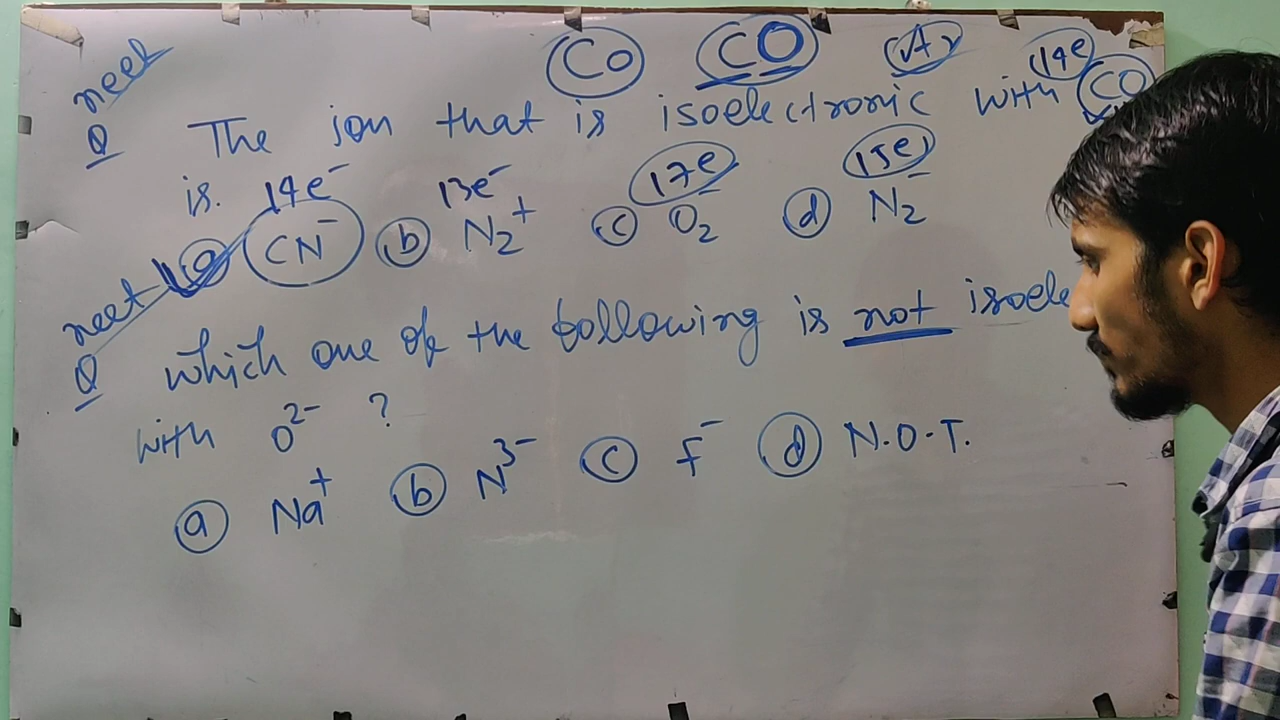 Co CO Ar 14e
neet
Q The ion that is isoelectronic with CO
is. 14e⁻ 13e⁻ 17e 15e
a CN⁻ b N₂⁺ c O₂⁻ d N₂⁻
neet
Q Which one of the following is not isoele
with O²⁻ ?
a Na⁺ b N³⁻ c F⁻ d N.O.T.